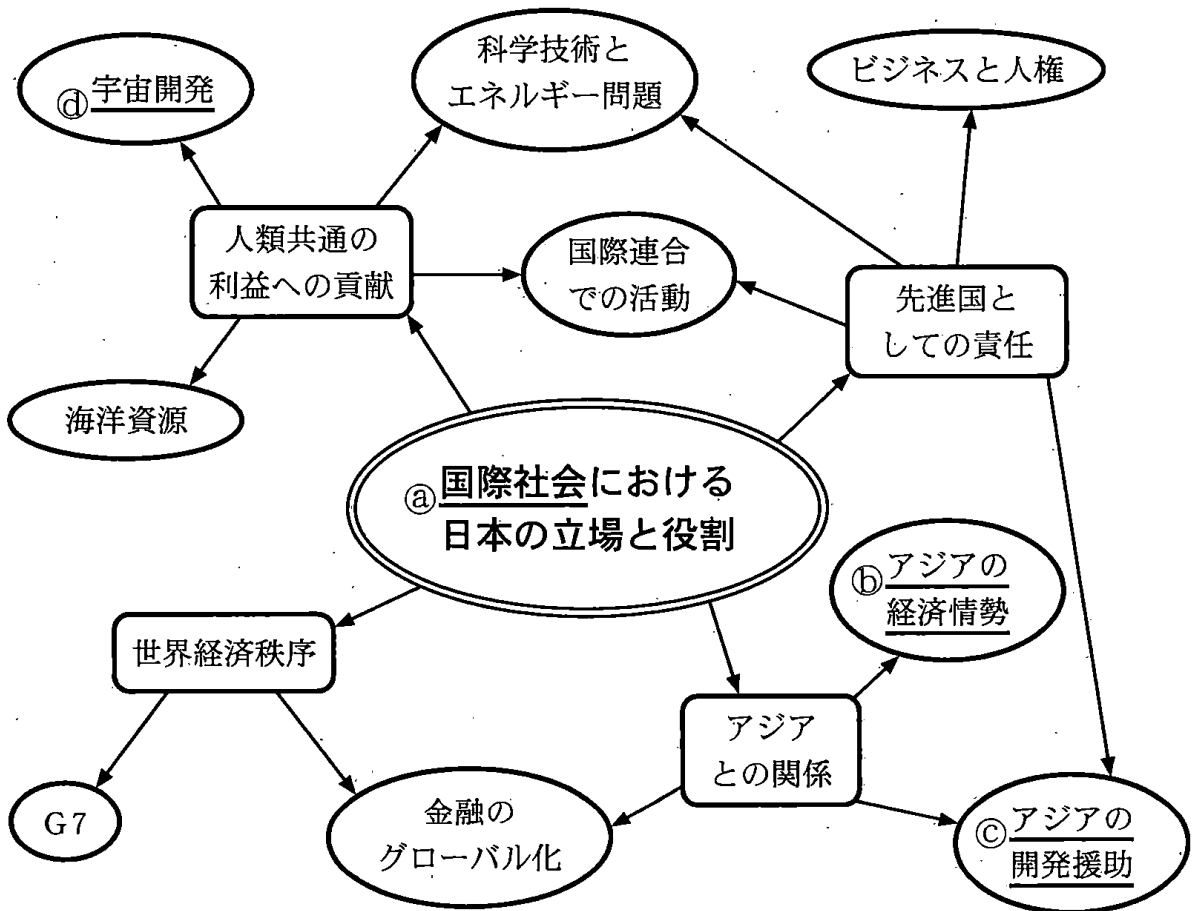 ⓓ宇宙開発
科学技術と
エネルギー問題
ビジネスと人権
人類共通の
利益への貢献
国際連合
での活動
先進国と
しての責任
海洋資源
ⓐ国際社会における
日本の立場と役割
ⓑアジアの
経済情勢
世界経済秩序
アジア
との関係
G7
金融の
グローバル化
ⓒアジアの
開発援助